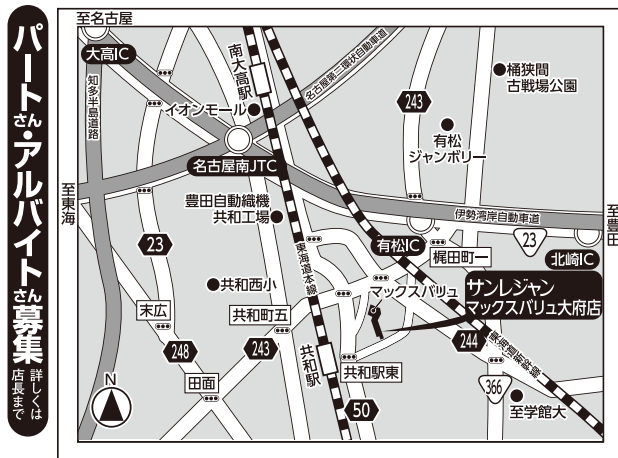 パートさん・アルバイトさん募集
詳しくは
店長まで
至名古屋
大高IC
知多半島道路
南大高駅
名古屋第三環状自動車道
イオンモール
243
桶狭間
古戦場公園
有松
ジャンボリー
名古屋南JTC
至東海
豊田自動織機
共和工場
伊勢湾岸自動車道
至豊田
23
東海道本線
有松IC
梶田町一
23
北崎IC
共和西小
マックスバリュ
サンレジャン
マックスバリュ大府店
末広
共和町五
248
243
共和駅
共和駅東
244
東海道新幹線
田面
366
N
50
至学館大